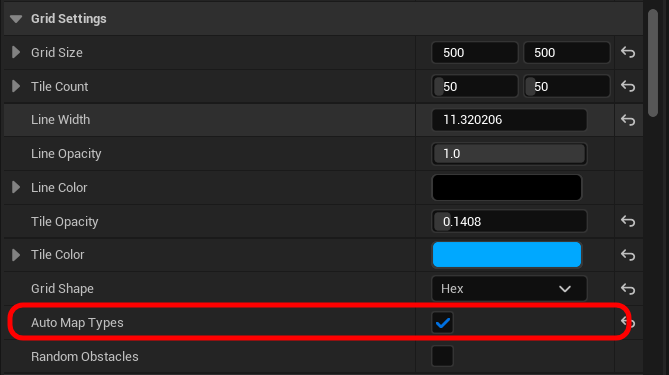 Grid Settings
Grid Size 500 500
Tile Count 50 50
Line Width 11.320206
Line Opacity 1.0
Line Color
Tile Opacity 0.1408
Tile Color
Grid Shape Hex
Auto Map Types
Random Obstacles